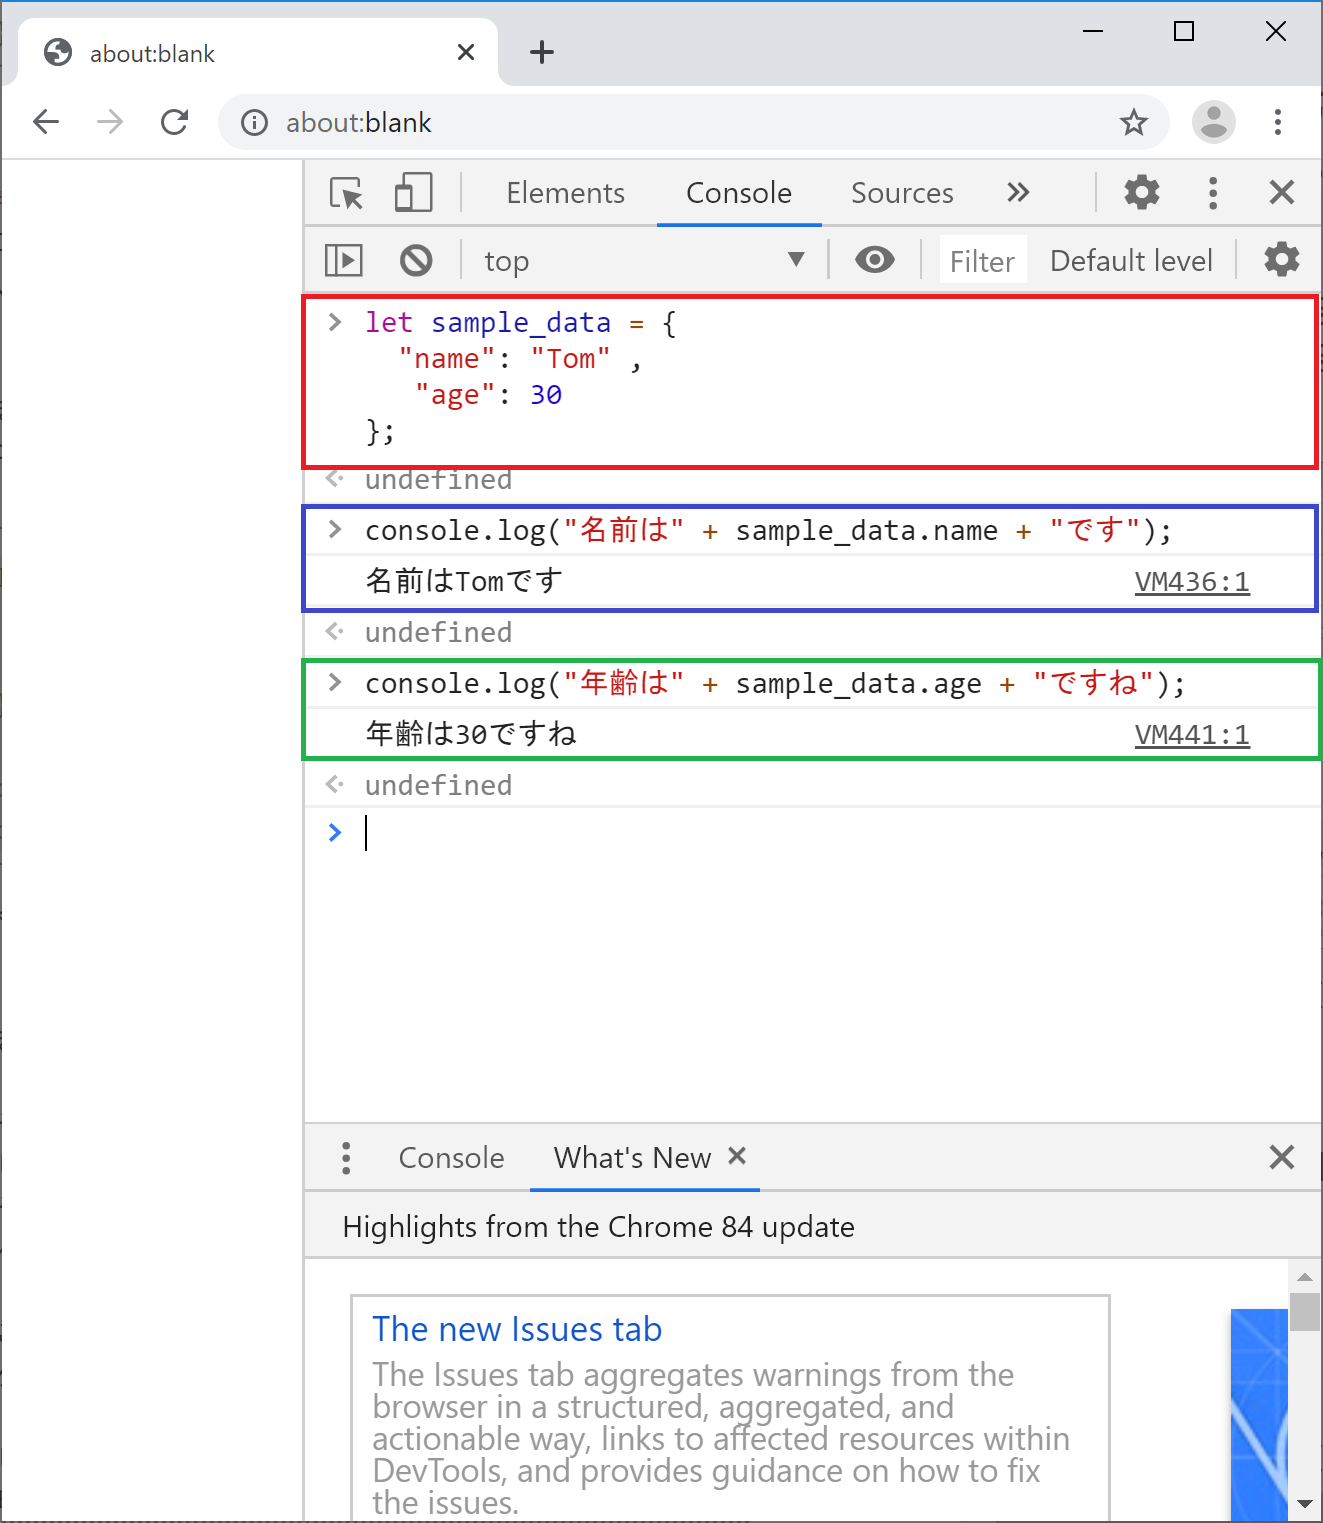 about:blank
about:blank
Elements Console Sources
top Filter Default level
let sample_data = {
"name": "Tom" ,
"age": 30
};
undefined
console.log("名前は" + sample_data.name + "です");
名前はTomです VM436:1
undefined
console.log("年齢は" + sample_data.age + "ですね");
年齢は30ですね VM441:1
undefined
Console What's New
Highlights from the Chrome 84 update
The new Issues tab
The Issues tab aggregates warnings from the
browser in a structured, aggregated, and
actionable way, links to affected resources within
DevTools, and provides guidance on how to fix
the issues.